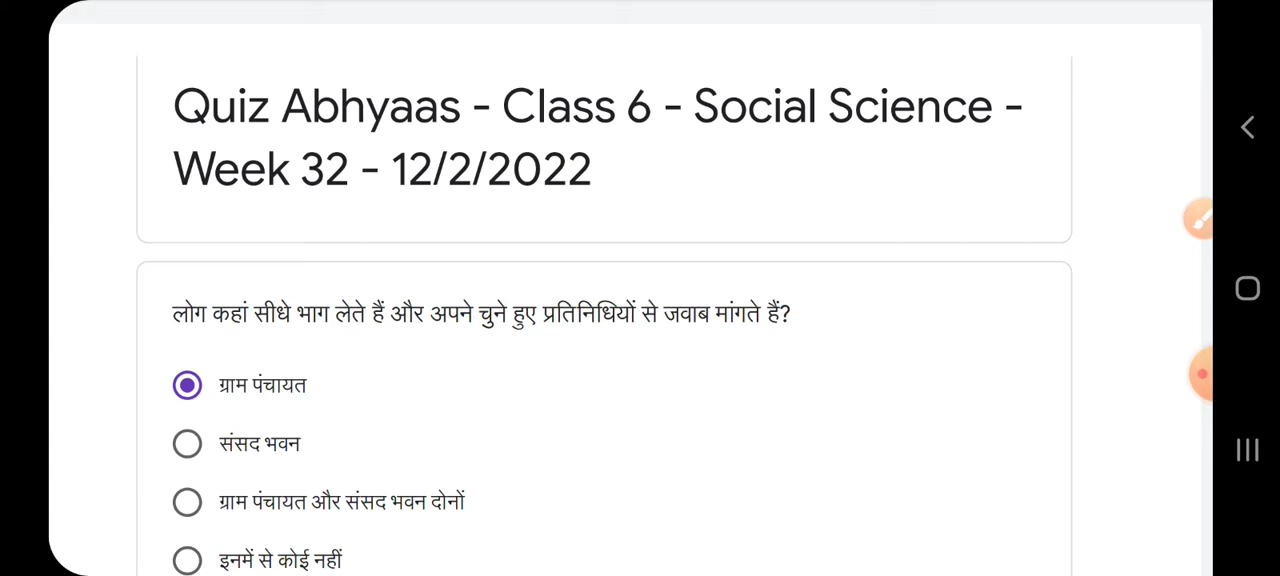 Quiz Abhyaas - Class 6 - Social Science -
Week 32 - 12/2/2022
लोग कहां सीधे भाग लेते हैं और अपने चुने हुए प्रतिनिधियों से जवाब मांगते हैं?
ग्राम पंचायत
संसद भवन
ग्राम पंचायत और संसद भवन दोनों
इनमें से कोई नहीं